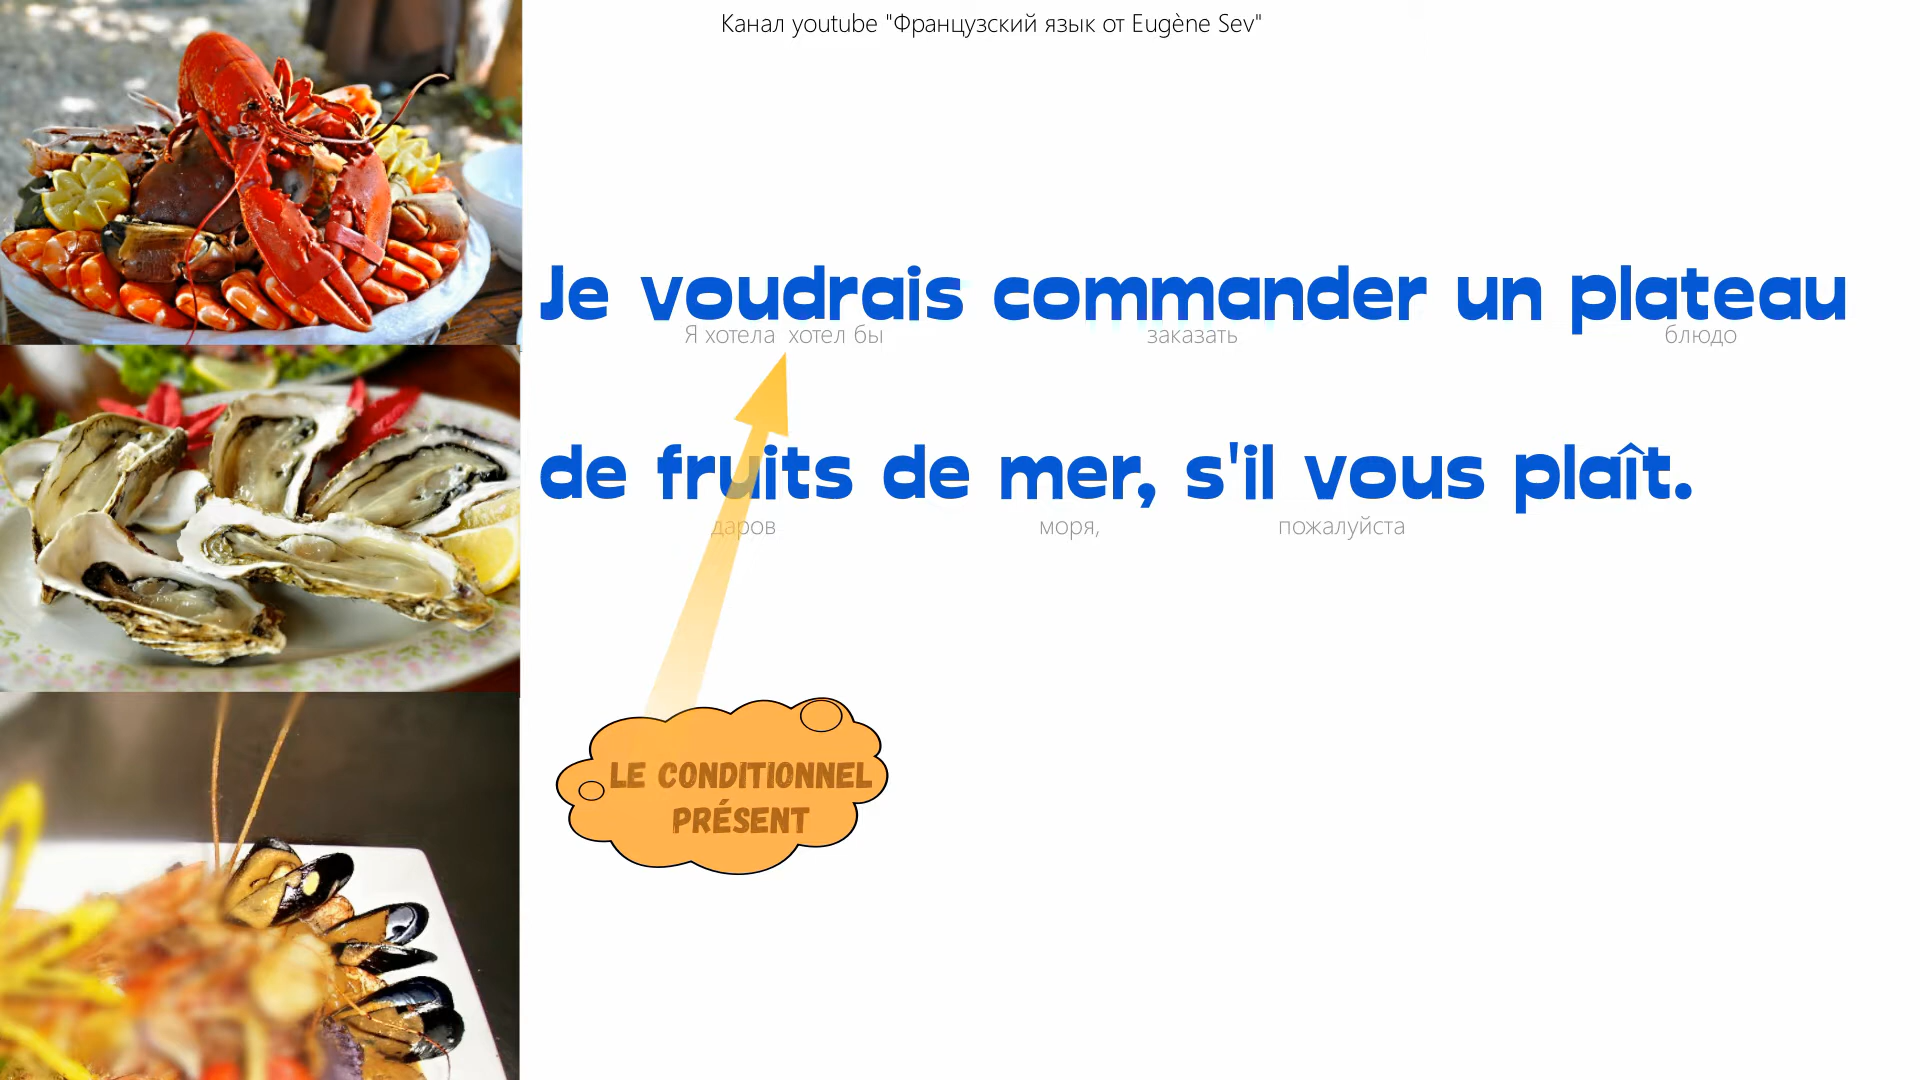 Канал youtube "Французский язык от Eugène Sev"
Je voudrais commander un plateau
Я хотела хотел бы заказать блюдо
de fruits de mer, s'il vous plaît.
даров моря, пожалуйста
LE CONDITIONNEL
PRÉSENT